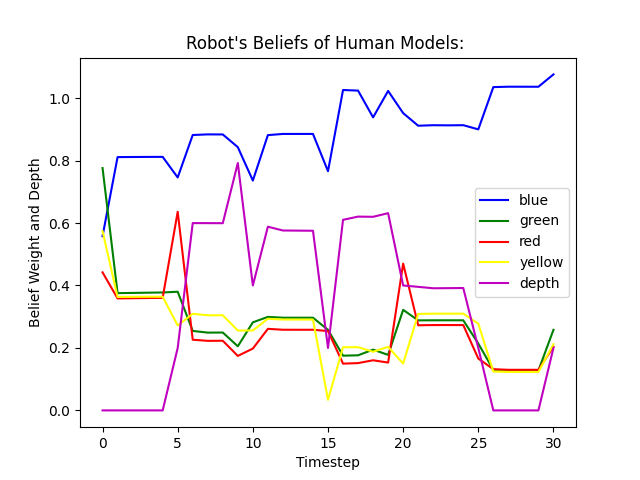 Robot's Beliefs of Human Models:
Belief Weight and Depth
1.0
0.8
0.6
0.4
0.2
0.0
blue
green
red
yellow
depth
0 5 10 15 20 25 30
Timestep